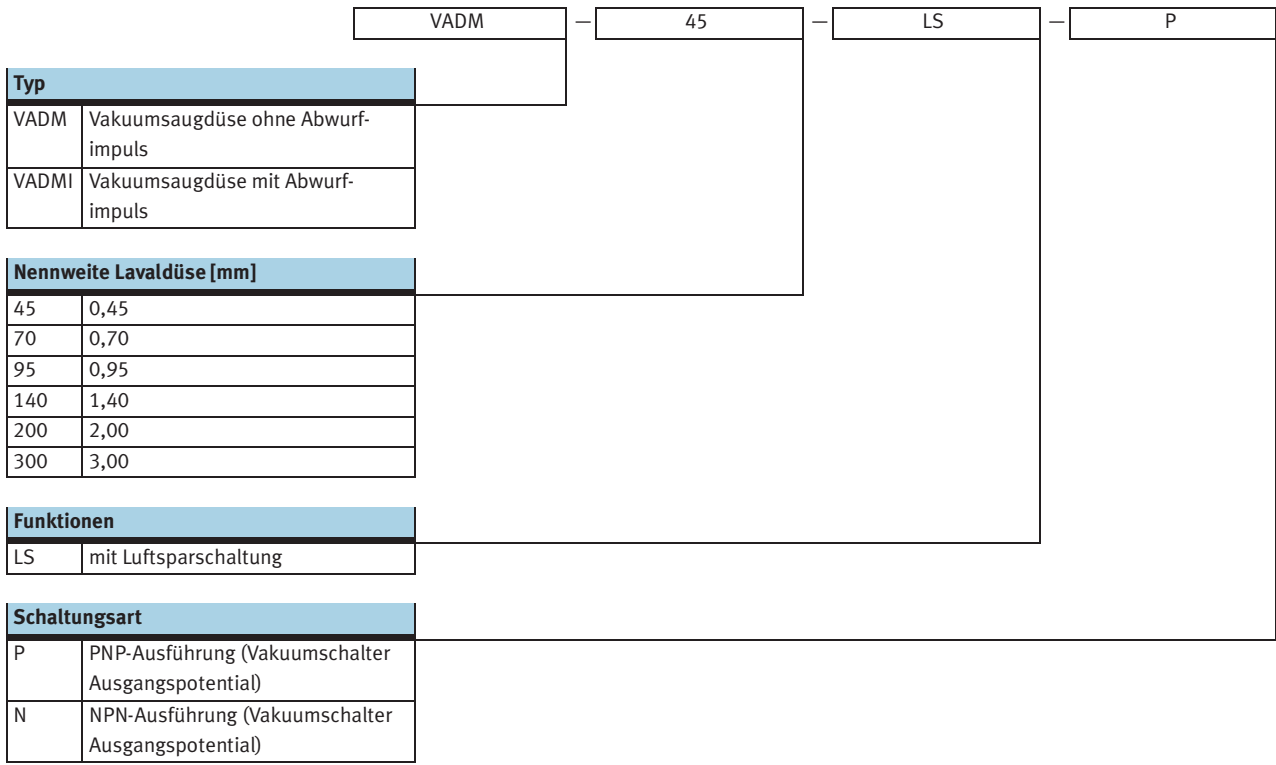 VADM — 45 — LS — P
Typ
VADM Vakuumsaugdüse ohne Abwurf-
impuls
VADMI Vakuumsaugdüse mit Abwurf-
impuls
Nennweite Lavaldüse [mm]
45 0,45
70 0,70
95 0,95
140 1,40
200 2,00
300 3,00
Funktionen
LS mit Luftsparschaltung
Schaltungsart
P PNP-Ausführung (Vakuumschalter
Ausgangspotential)
N NPN-Ausführung (Vakuumschalter
Ausgangspotential)